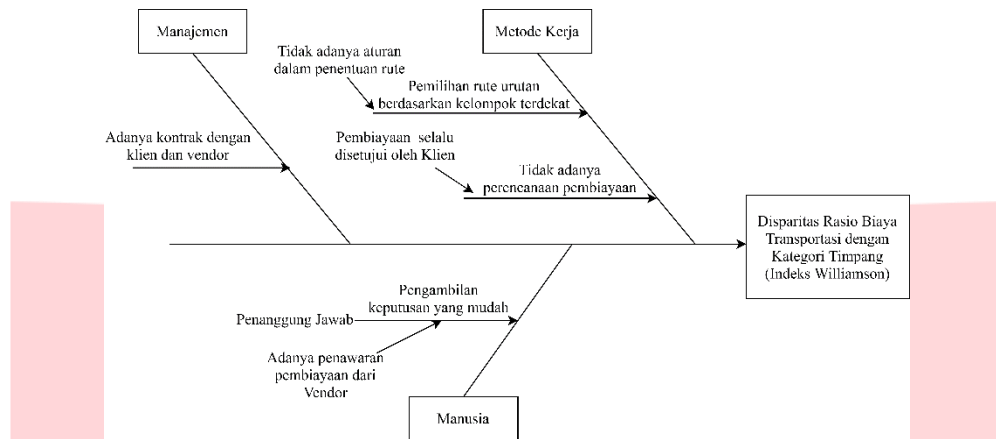 Manajemen
Metode Kerja
Tidak adanya aturan
dalam penentuan rute
Pemilihan rute urutan
berdasarkan kelompok terdekat
Adanya kontrak dengan
klien dan vendor
Pembiayaan selalu
disetujui oleh Klien
Tidak adanya
perencanaan pembiayaan
Disparitas Rasio Biaya
Transportasi dengan
Kategori Timpang
(Indeks Williamson)
Pengambilan
keputusan yang mudah
Penanggung Jawab
Adanya penawaran
pembiayaan dari
Vendor
Manusia